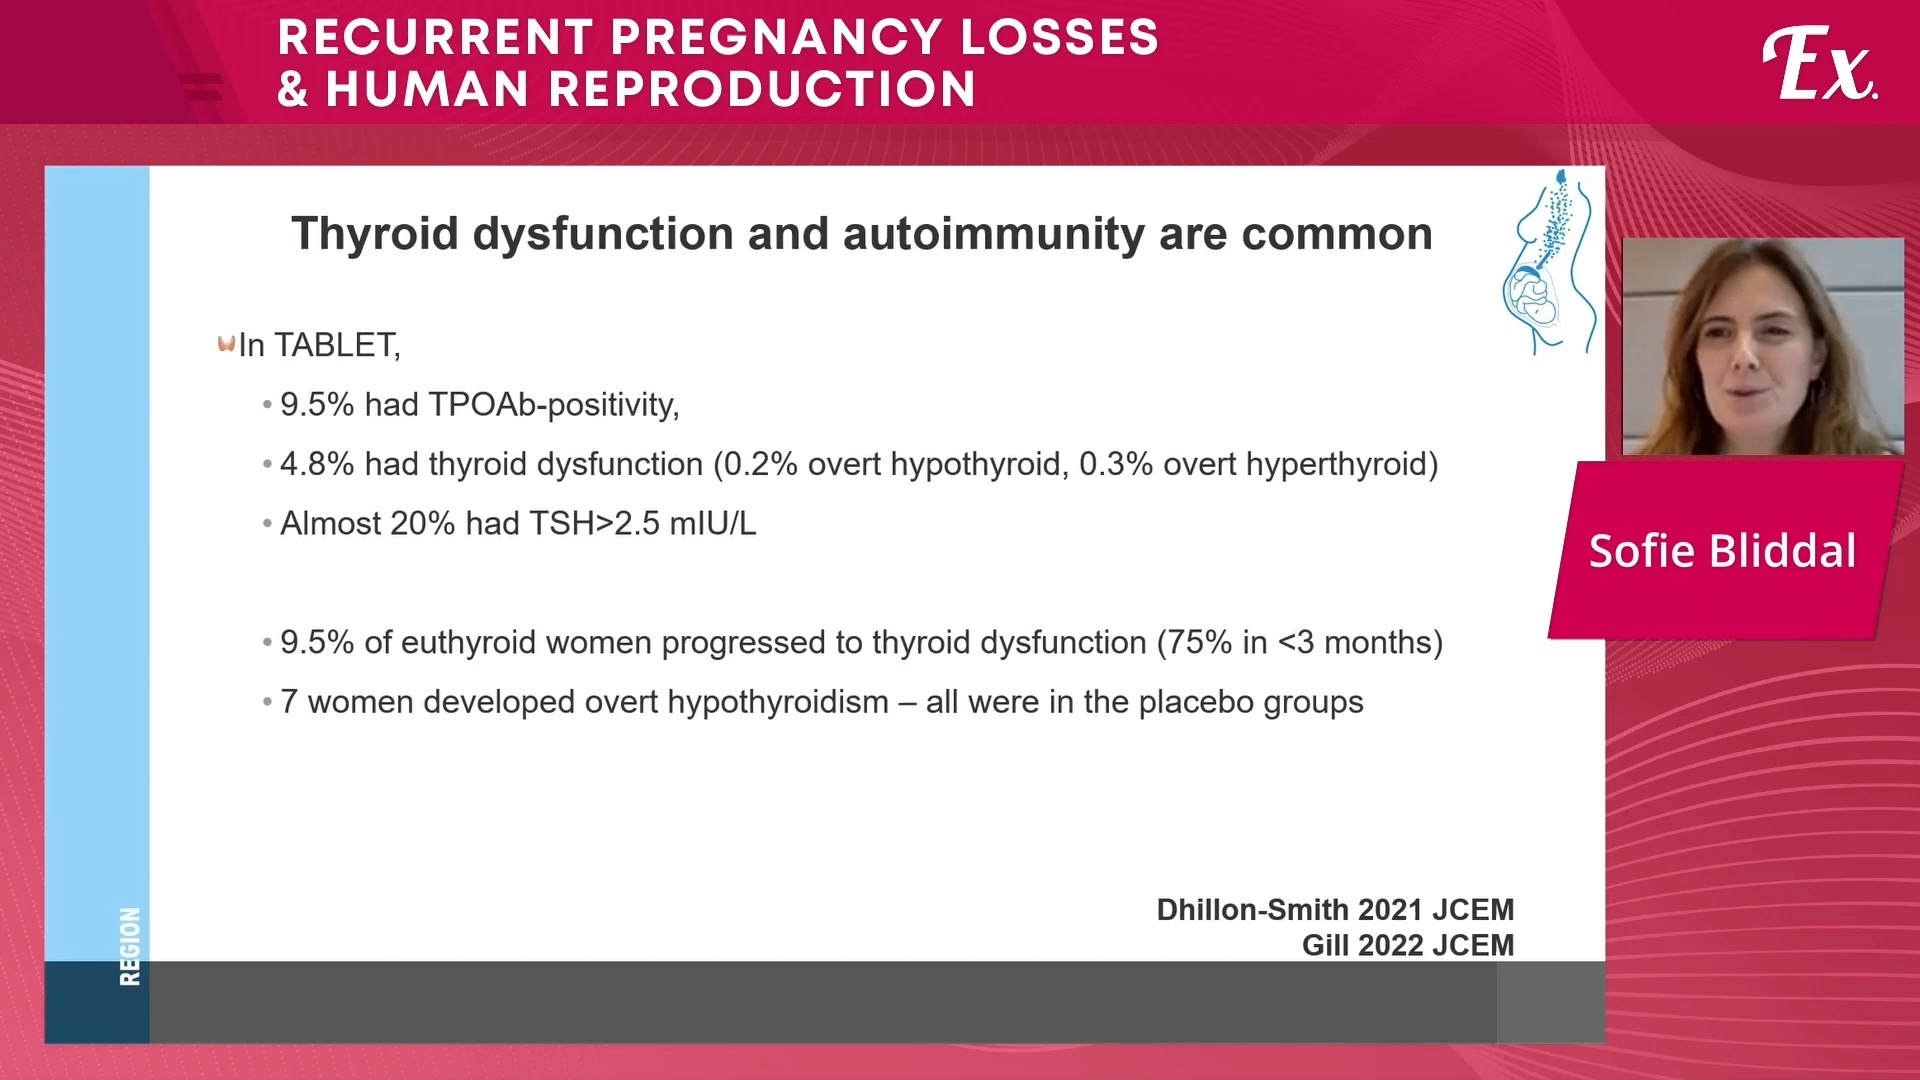 RECURRENT PREGNANCY LOSSES
& HUMAN REPRODUCTION
Ex.
Thyroid dysfunction and autoimmunity are common
In TABLET,
• 9.5% had TPOAb-positivity,
• 4.8% had thyroid dysfunction (0.2% overt hypothyroid, 0.3% overt hyperthyroid)
• Almost 20% had TSH>2.5 mIU/L
• 9.5% of euthyroid women progressed to thyroid dysfunction (75% in <3 months)
• 7 women developed overt hypothyroidism – all were in the placebo groups
Dhillon-Smith 2021 JCEM
Gill 2022 JCEM
REGION
Sofie Bliddal